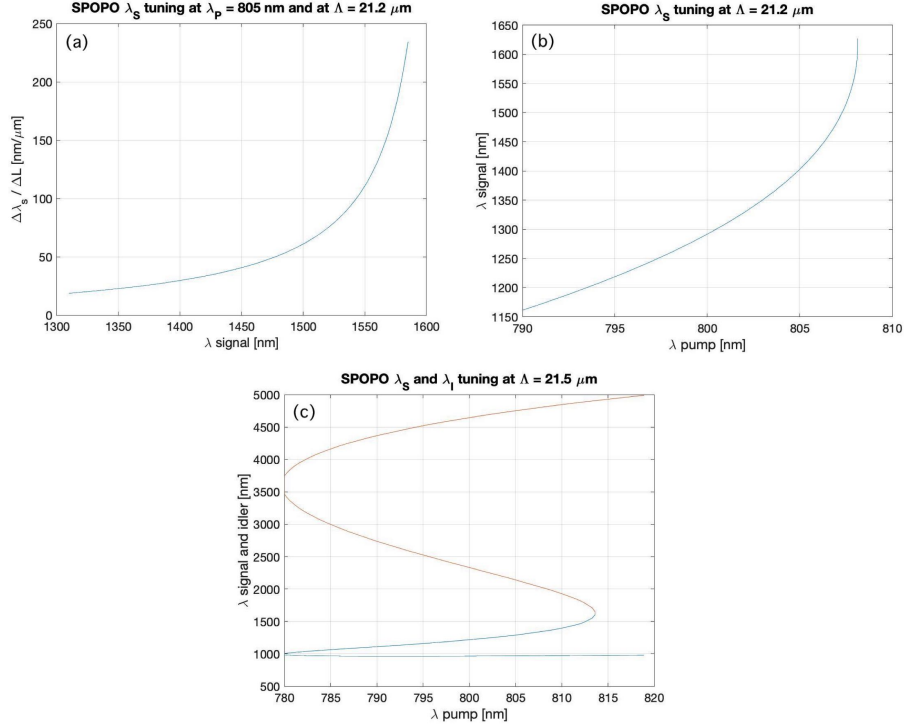 SPOPO λS tuning at λP = 805 nm and at Λ = 21.2 μm
(a)
250
200
150
100
50
0
Δλs / ΔL [nm/μm]
1300 1350 1400 1450 1500 1550 1600
λ signal [nm]
SPOPO λS tuning at Λ = 21.2 μm
(b)
1650
1600
1550
1500
1450
1400
1350
1300
1250
1200
1150
λ signal [nm]
790 795 800 805 810
λ pump [nm]
SPOPO λS and λI tuning at Λ = 21.5 μm
(c)
5000
4500
4000
3500
3000
2500
2000
1500
1000
500
λ signal and idler [nm]
780 785 790 795 800 805 810 815 820
λ pump [nm]